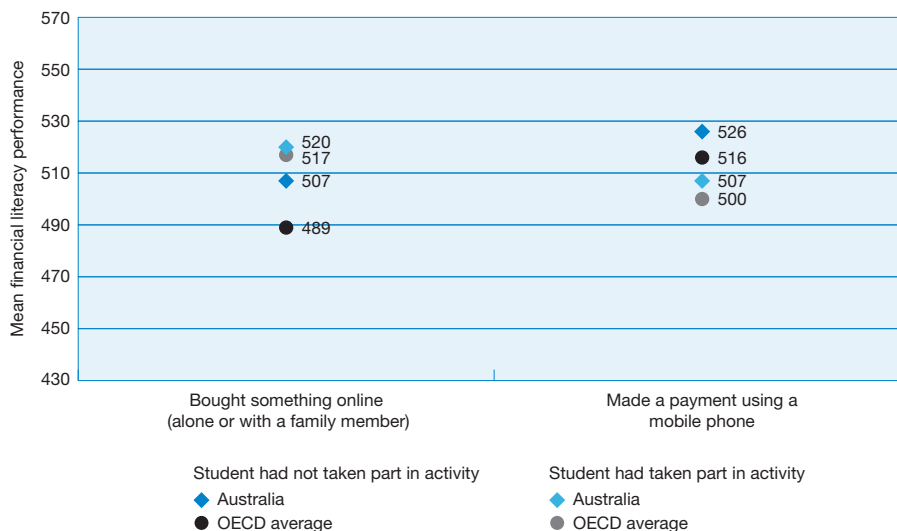 Mean financial literacy performance
570
550
530
510
490
470
450
430
520
517
507
489
526
516
507
500
Bought something online
(alone or with a family member)
Made a payment using a
mobile phone
Student had not taken part in activity
Australia
OECD average
Student had taken part in activity
Australia
OECD average